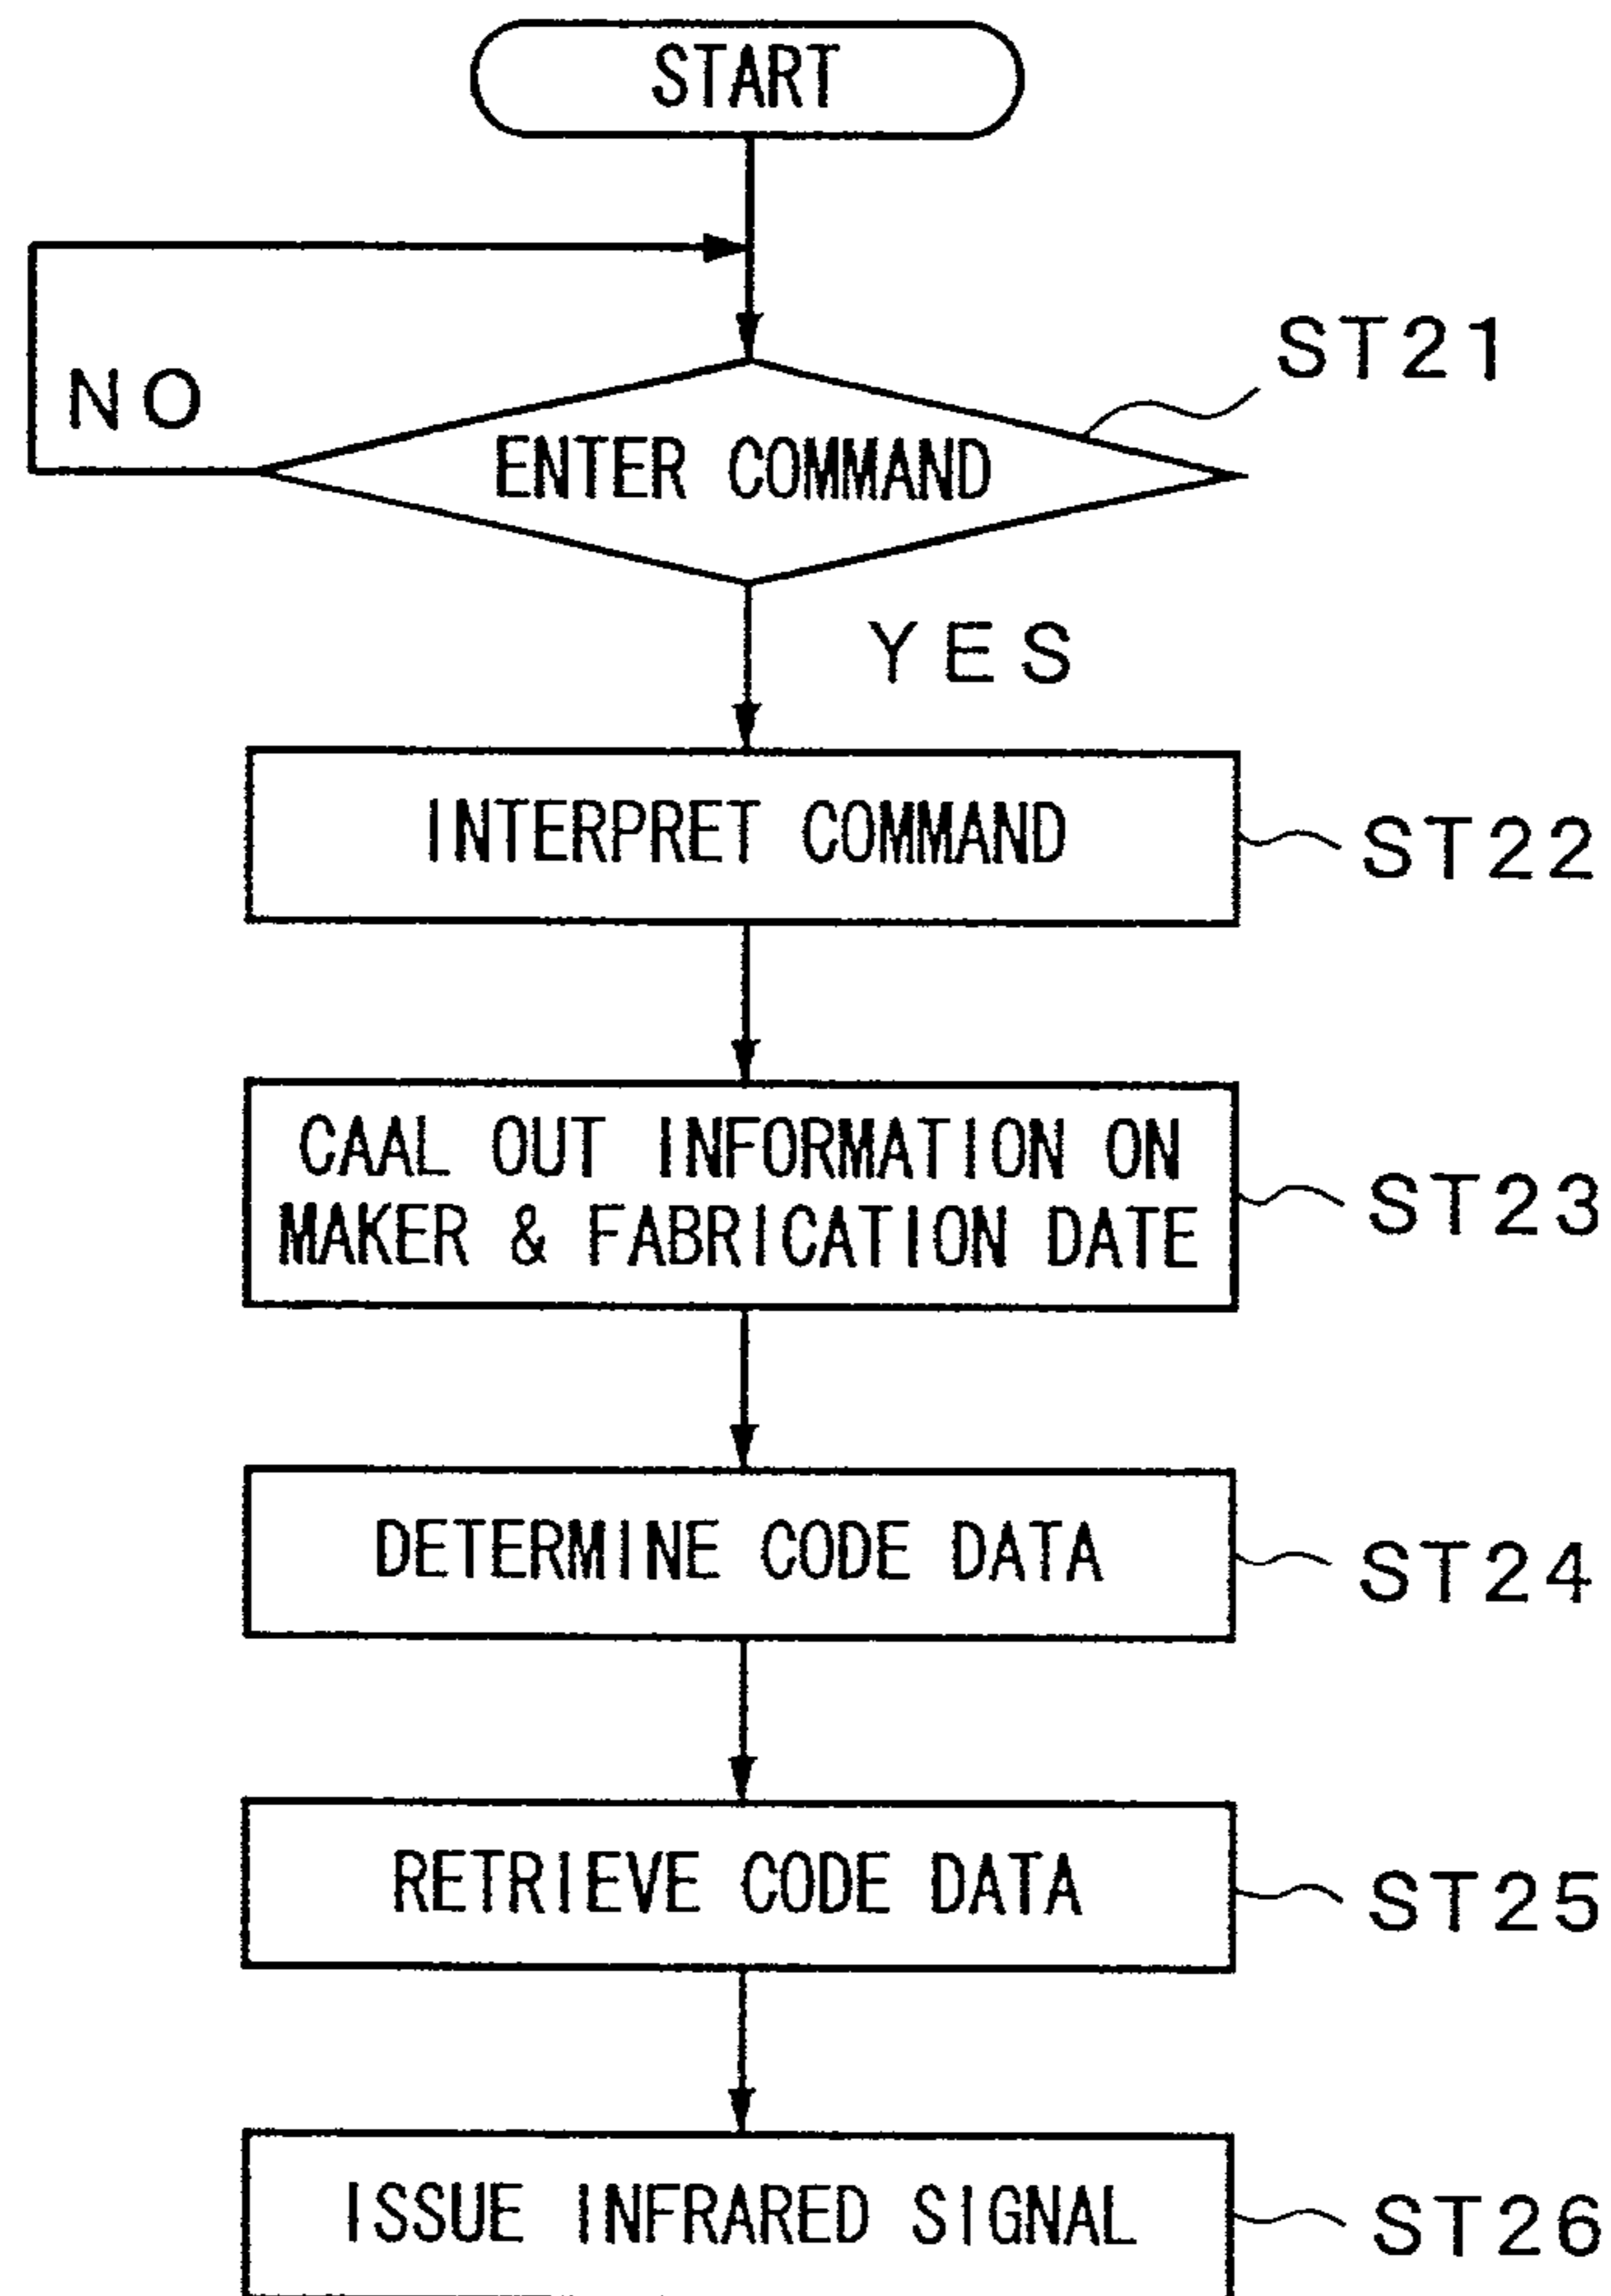 START
NO
ST21
ENTER COMMAND
YES
INTERPRET COMMAND
ST22
CAAL OUT INFORMATION ON
MAKER & FABRICATION DATE
ST23
DETERMINE CODE DATA
ST24
RETRIEVE CODE DATA
ST25
ISSUE INFRARED SIGNAL
ST26